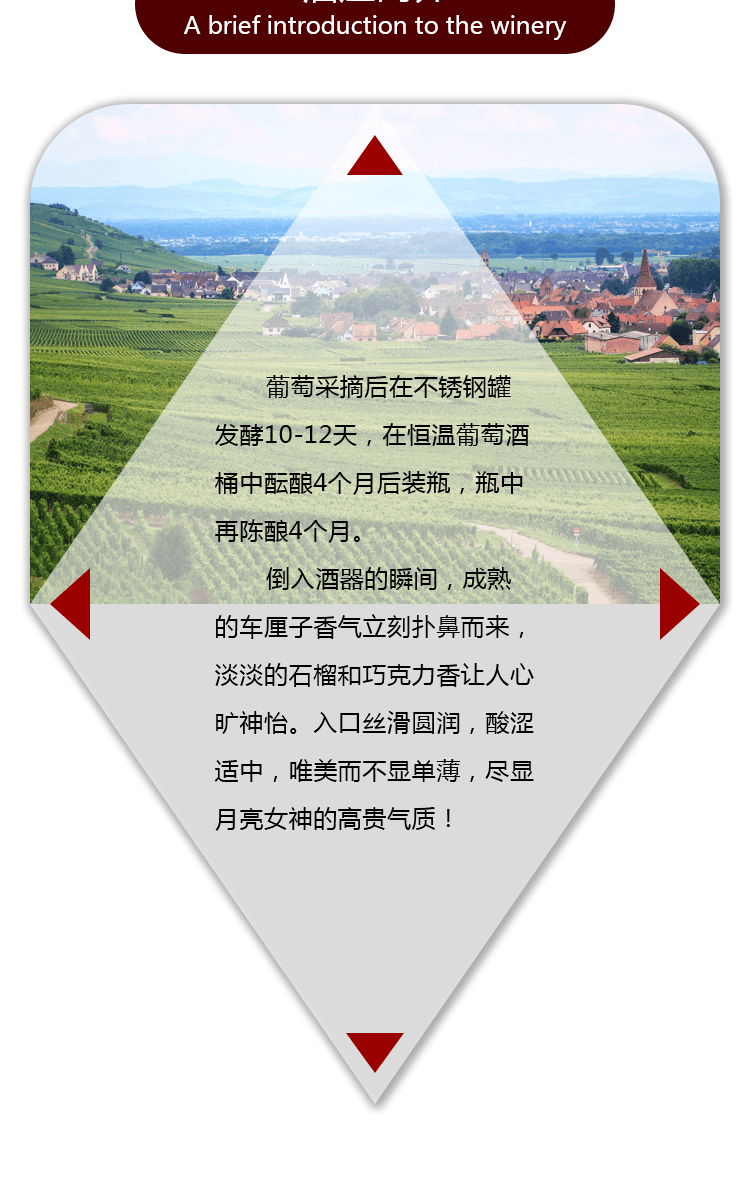 A brief introduction to the winery
葡萄采摘后在不锈钢罐
发酵10-12天，在恒温葡萄酒
桶中酝酿4个月后装瓶，瓶中
再陈酿4个月。
倒入酒器的瞬间，成熟
的车厘子香气立刻扑鼻而来，
淡淡的石榴和巧克力香让人心
旷神怡。入口丝滑圆润，酸涩
适中，唯美而不显单薄，尽显
月亮女神的高贵气质！